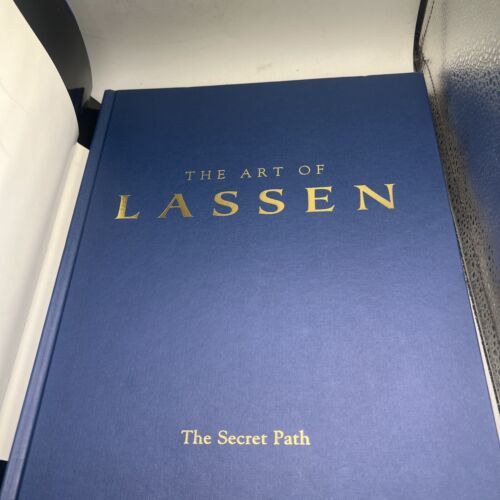 THE ART OF
LASSEN
The Secret Path